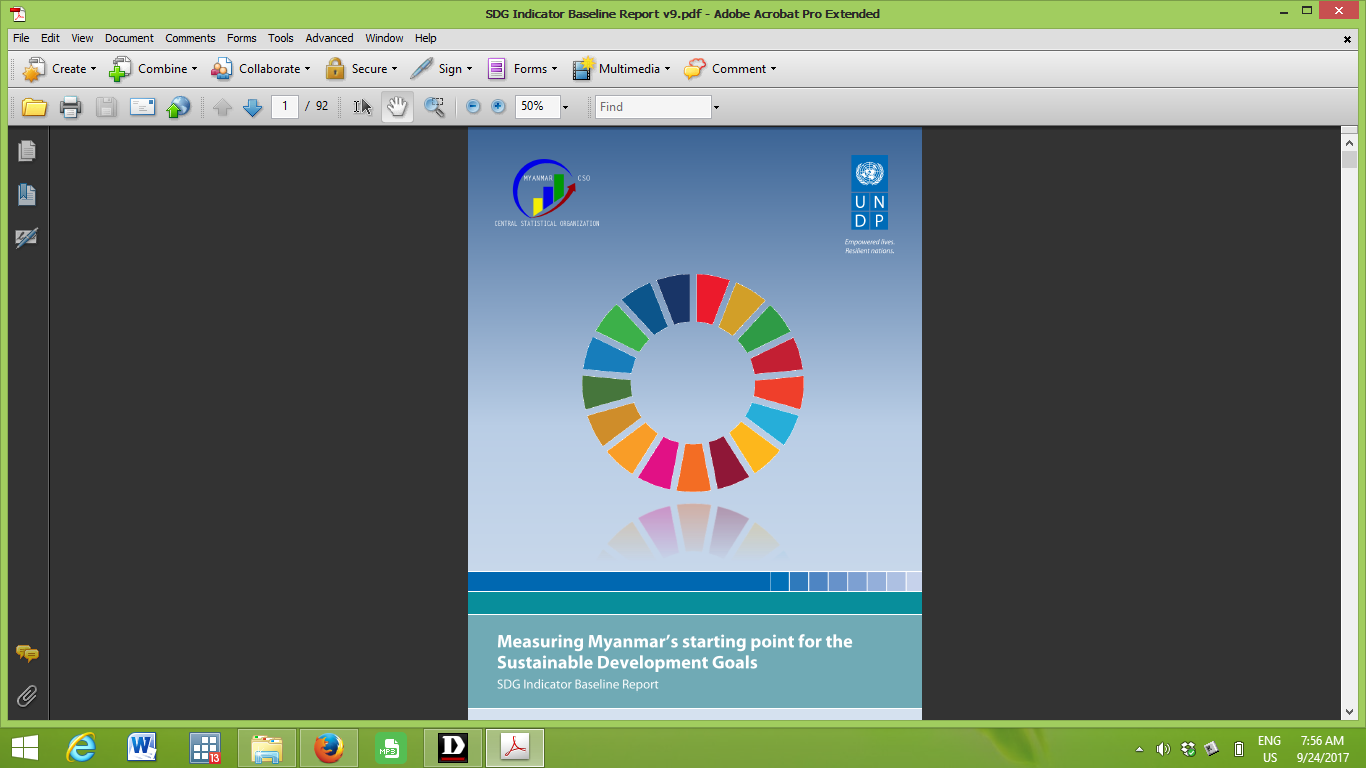 SDG Indicator Baseline Report v9.pdf - Adobe Acrobat Pro Extended
File Edit View Document Comments Forms Tools Advanced Window Help
Create Combine Collaborate Secure Sign Forms Multimedia Comment
1 / 92 50% Find
MYANMAR CSO
CENTRAL STATISTICAL ORGANIZATION
U N
D P
Empowered lives.
Resilient nations.
Measuring Myanmar's starting point for the
Sustainable Development Goals
SDG Indicator Baseline Report
13
MP3
D
ENG
US
7:56 AM
9/24/2017